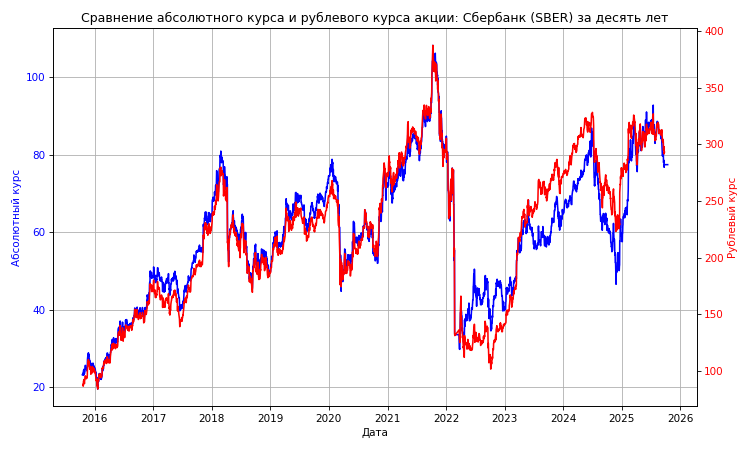 Сравнение абсолютного курса и рублевого курса акции: Сбербанк (SBER) за десять лет
Абсолютный курс
100
80
60
40
20
400
350
300
250
200
150
100
Рублевый курс
2016 2017 2018 2019 2020 2021 2022 2023 2024 2025 2026
Дата